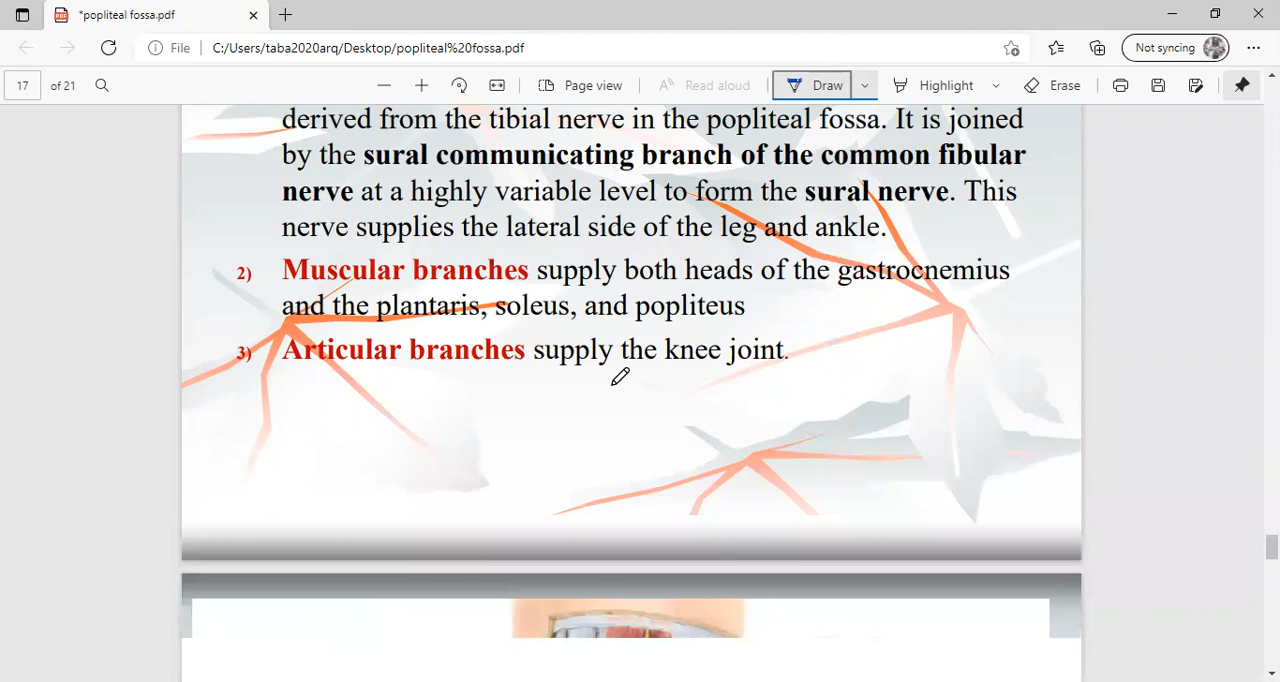 *popliteal fossa.pdf
File C:/Users/taba2020arq/Desktop/popliteal%20fossa.pdf Not syncing
17 of 21 Page view Read aloud Draw Highlight Erase
derived from the tibial nerve in the popliteal fossa. It is joined
by the sural communicating branch of the common fibular
nerve at a highly variable level to form the sural nerve. This
nerve supplies the lateral side of the leg and ankle.
2) Muscular branches supply both heads of the gastrocnemius
and the plantaris, soleus, and popliteus
3) Articular branches supply the knee joint.